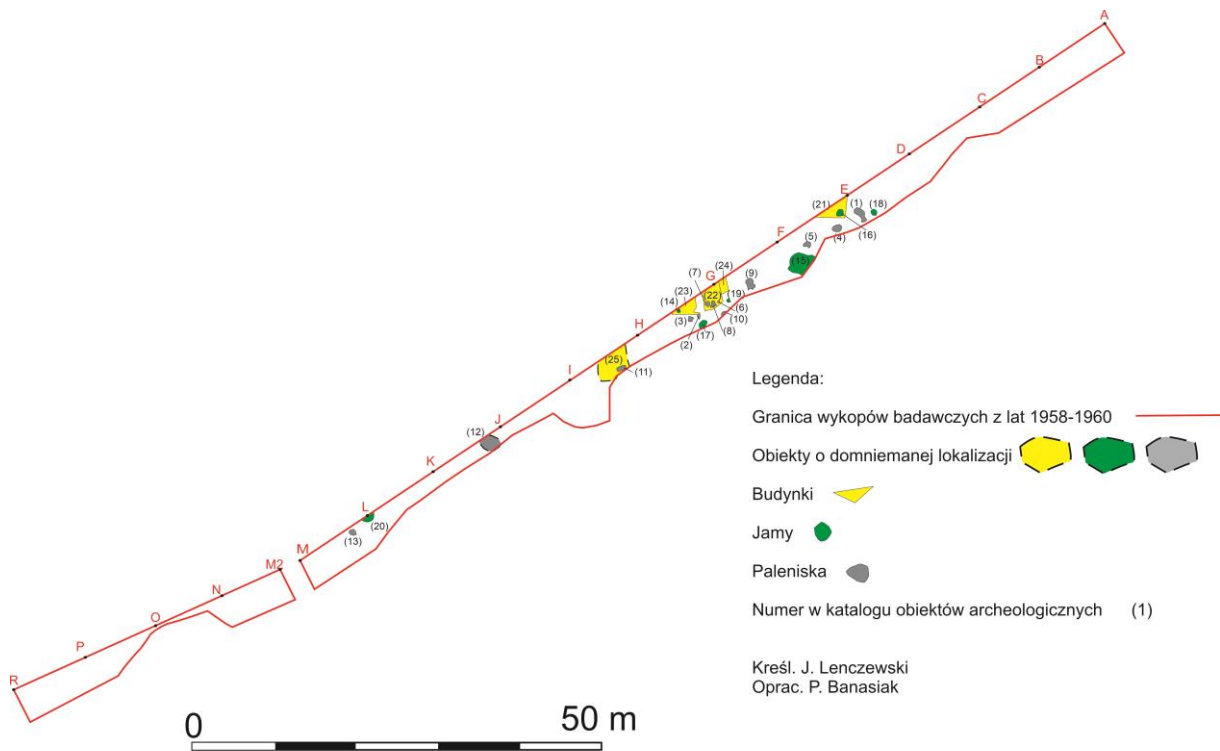 A
B
C
D
E
(21)
(1)
(18)
(16)
(4)
F
(5)
(15)
G
(24)
(7)
(9)
(23)
(22)
(19)
(14)
(6)
(3)
(10)
(17)
(8)
(2)
H
(25)
(11)
I
J
(12)
K
L
(20)
(13)
M
M2
N
O
P
R
Legenda:
Granica wykopów badawczych z lat 1958-1960
Obiekty o domniemanej lokalizacji
Budynki
Jamy
Paleniska
Numer w katalogu obiektów archeologicznych (1)
Kreśl. J. Lenczewski
Oprac. P. Banasiak
0 50 m